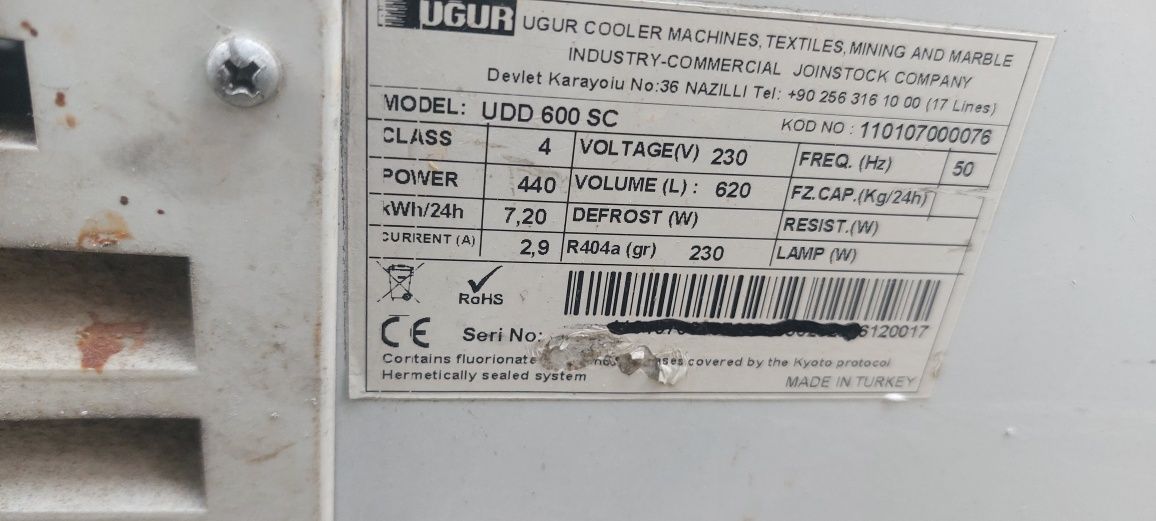 UGUR UGUR COOLER MACHINES, TEXTILES, MINING AND MARBLE
INDUSTRY-COMMERCIAL JOINSTOCK COMPANY
Devlet Karayolu No:36 NAZILLI Tel: +90 256 316 10 00 (17 Lines)
MODEL: UDD 600 SC KOD NO : 110107000076
CLASS 4 VOLTAGE(V) 230 FREQ. (Hz) 50
POWER 440 VOLUME (L) : 620 FZ.CAP.(Kg/24h)
kWh/24h 7,20 DEFROST (W) RESIST.(W)
CURRENT (A) 2,9 R404a (gr) 230 LAMP (W)
RoHS
CE Seri No: 6120017
Contains covered by the Kyoto protocol
Hermetically sealed system MADE IN TURKEY